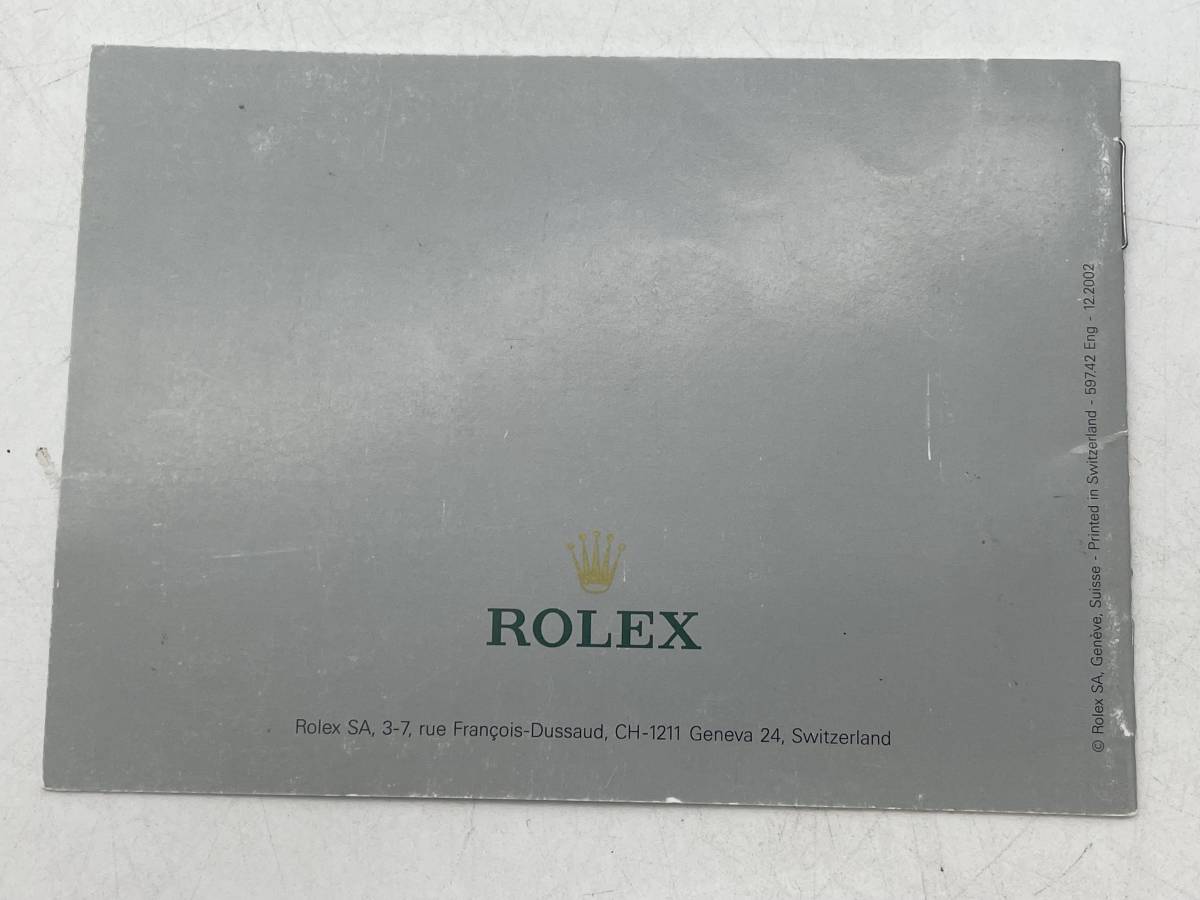 ROLEX
Rolex SA, 3-7, rue François-Dussaud, CH-1211 Geneva 24, Switzerland
© Rolex SA, Genève, Suisse - Printed in Switzerland - 597.42 Eng - 12.2002